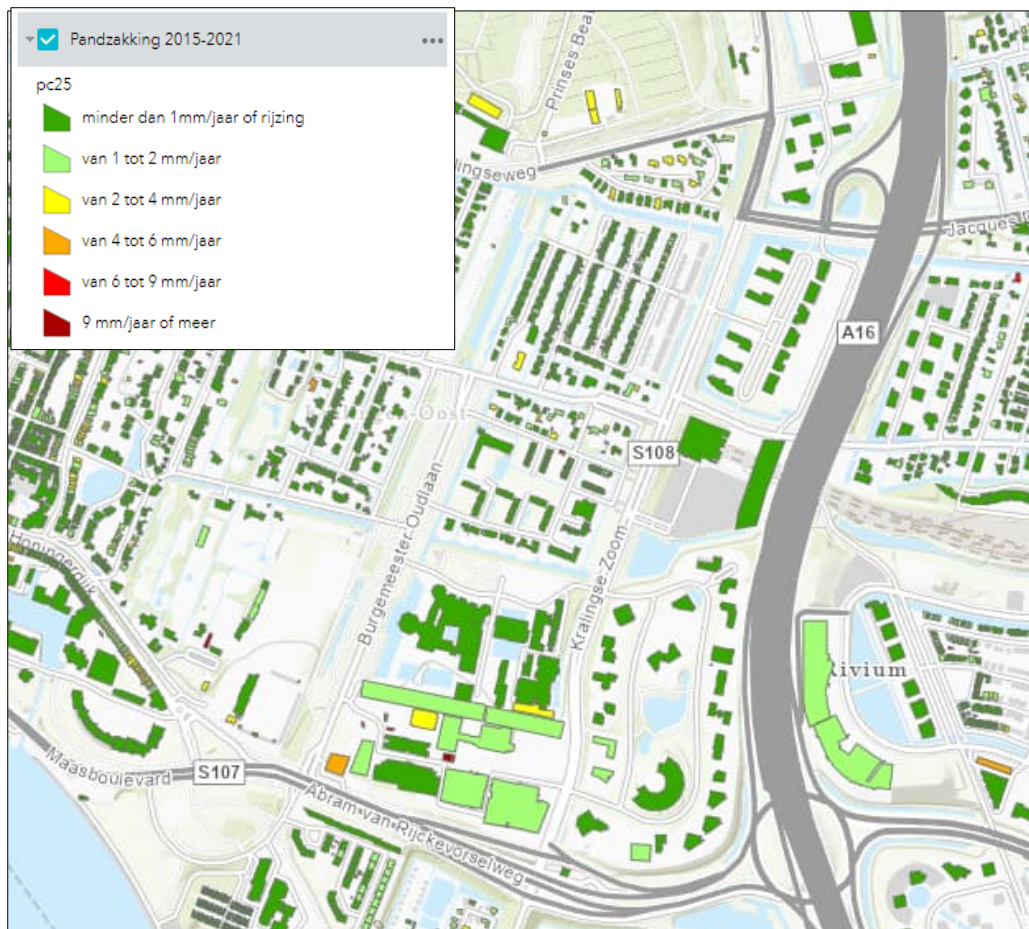 Pandzakking 2015-2021
pc25
minder dan 1mm/jaar of rijzing
van 1 tot 2 mm/jaar
van 2 tot 4 mm/jaar
van 4 tot 6 mm/jaar
van 6 tot 9 mm/jaar
9 mm/jaar of meer
Prinses Bea
lingseweg
Jacques
A16
S108
Burgemeester Oudlaan
Kralingse Zoom
Honingerdijk
Rivium
Maasboulevard
S107
Abram van Rijckevorselweg